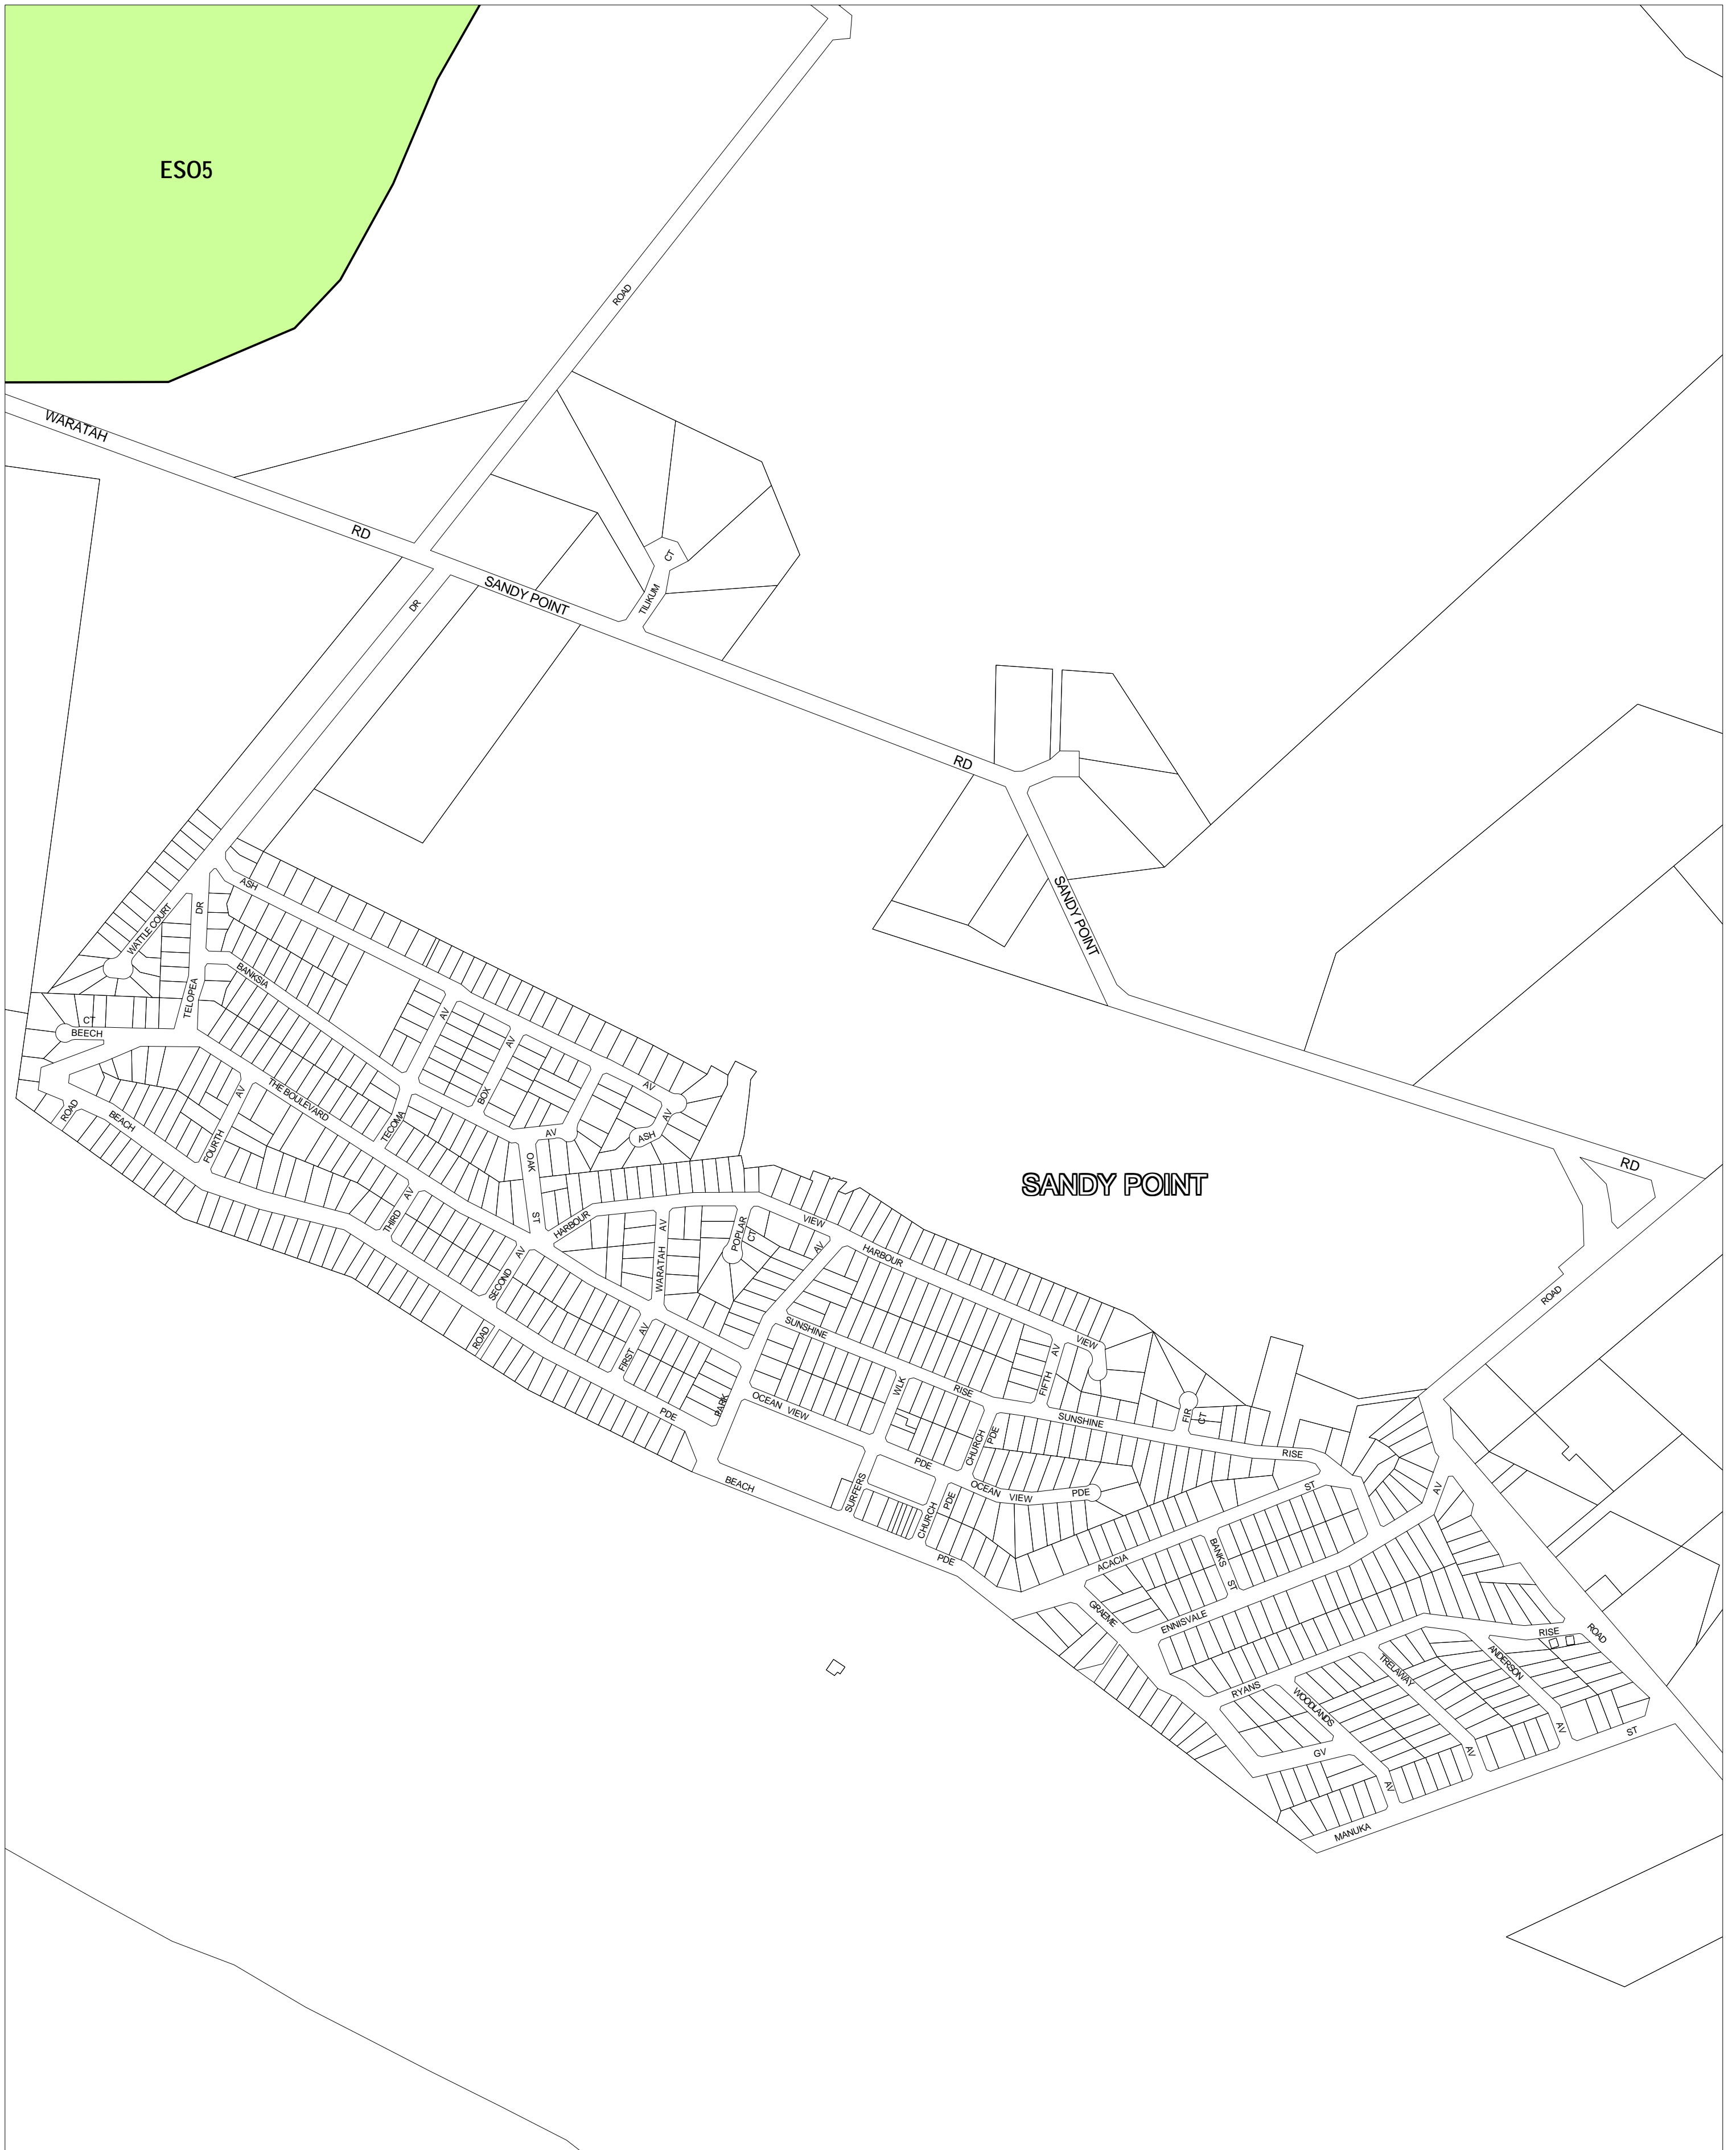 ESO5
ROAD
WARATAH
RD
SANDY POINT
CT
TILIKUM
DR
RD
SANDY POINT
ASH
DR
WATTLE COURT
BANKSIA
TELOPEA
CT
BEECH
AV
AV
BOX
AV
THE BOULEVARD
AV
ROAD
BEACH
TECOMA
FOURTH
AV
AV
ASH
OAK
ST
RD
SANDY POINT
AV
THIRD
HARBOUR
AV
WARATAH
POPLAR
CT
VIEW
AV
HARBOUR
AV
SECOND
ROAD
AV
FIRST
SUNSHINE
ROAD
VIEW
AV
FIFTH
WLK
RISE
OCEAN VIEW
PARK
PDE
SUNSHINE
FIR
CT
RISE
CHURCH
PDE
PDE
BEACH
SURFERS
OCEAN VIEW
PDE
ST
AV
CHURCH
PDE
PDE
ACACIA
BANKS
ST
GRAEME
ENNISVALE
RISE
ROAD
RYANS
WOODLANDS
TRELAWAY
ANDERSON
GV
AV
AV
AV
ST
MANUKA